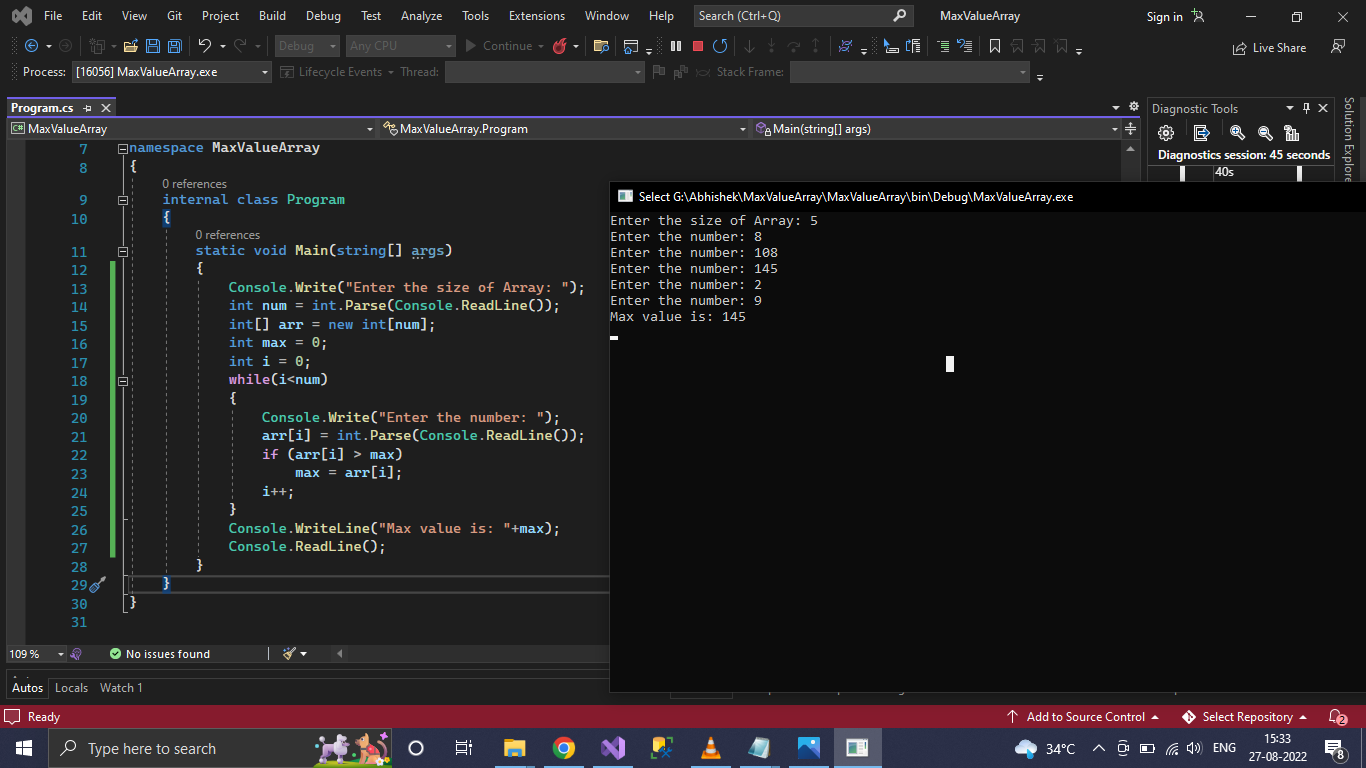 File Edit View Git Project Build Debug Test Analyze Tools Extensions Window Help Search (Ctrl+Q) MaxValueArray Sign in
Debug Any CPU Continue Live Share
Process: [16056] MaxValueArray.exe Lifecycle Events Thread: Stack Frame:
Program.cs
C# MaxValueArray MaxValueArray.Program Main(string[] args)
7 namespace MaxValueArray
8 {
0 references
9 internal class Program
10 {
0 references
11 static void Main(string[] args)
12 {
13 Console.Write("Enter the size of Array: ");
14 int num = int.Parse(Console.ReadLine());
15 int[] arr = new int[num];
16 int max = 0;
17 int i = 0;
18 while(i<num)
19 {
20 Console.Write("Enter the number: ");
21 arr[i] = int.Parse(Console.ReadLine());
22 if (arr[i] > max)
23 max = arr[i];
24 i++;
25 }
26 Console.WriteLine("Max value is: "+max);
27 Console.ReadLine();
28 }
29 }
30 }
31
109 % No issues found
Autos Locals Watch 1
Diagnostic Tools
Diagnostics session: 45 seconds
40s
Solution Explorer
Select G:\Abhishek\MaxValueArray\MaxValueArray\bin\Debug\MaxValueArray.exe
Enter the size of Array: 5
Enter the number: 8
Enter the number: 108
Enter the number: 145
Enter the number: 2
Enter the number: 9
Max value is: 145
Ready Add to Source Control Select Repository 2
Type here to search 34°C ENG 15:33
27-08-2022 8